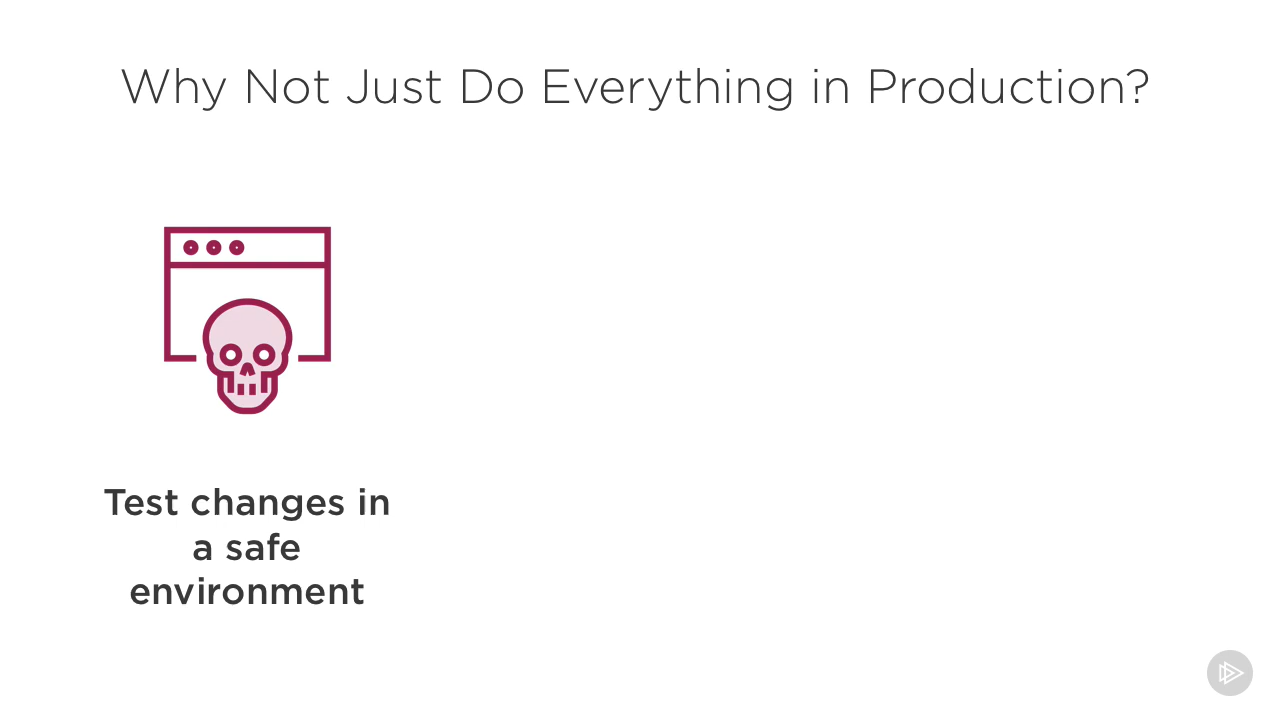 Why Not Just Do Everything in Production?
Test changes in
a safe
environment